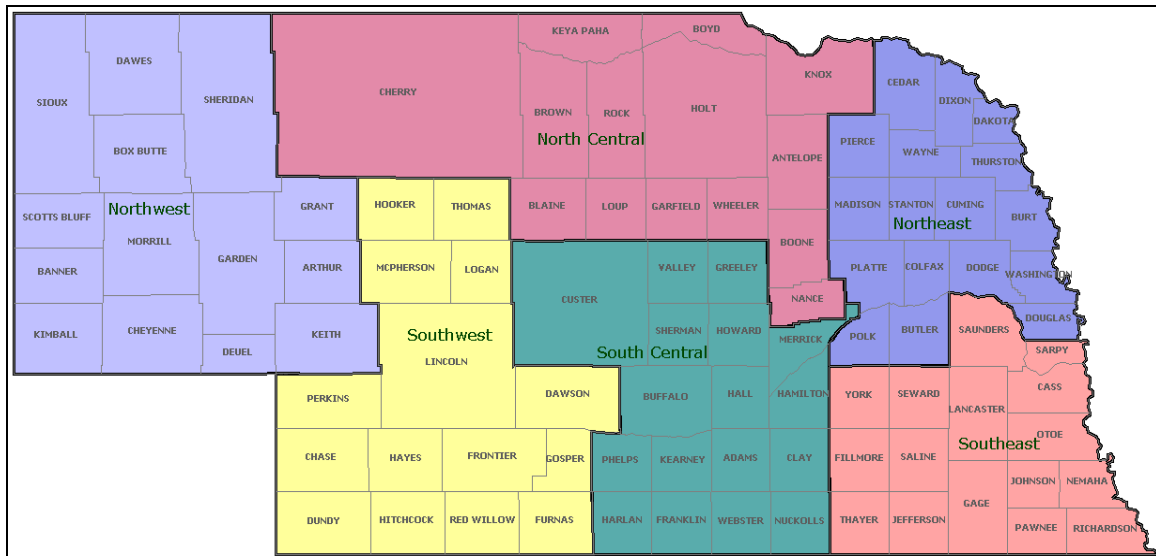 KEYA PAHA
BOYD
DAWES
KNOX
CEDAR
SIOUX
SHERIDAN
CHERRY
DIXON
BROWN
ROCK
HOLT
DAKOTA
North Central
PIERCE
ANTELOPE
WAYNE
BOX BUTTE
THURSTON
GRANT
HOOKER
THOMAS
BLAINE
LOUP
GARFIELD
WHEELER
MADISON
STANTON
CUMING
Northwest
SCOTTS BLUFF
BURT
Northeast
MORRILL
BOONE
GARDEN
BANNER
ARTHUR
MCPHERSON
LOGAN
VALLEY
GREELEY
PLATTE
COLFAX
DODGE
WASHINGTON
CUSTER
NANCE
DOUGLAS
KIMBALL
CHEYENNE
KEITH
Southwest
SHERMAN
HOWARD
MERRICK
POLK
BUTLER
SAUNDERS
DEUEL
LINCOLN
South Central
SARPY
PERKINS
DAWSON
BUFFALO
HALL
HAMILTON
YORK
SEWARD
CASS
LANCASTER
OTOE
Southeast
CHASE
HAYES
FRONTIER
GOSPER
PHELPS
KEARNEY
ADAMS
CLAY
FILLMORE
SALINE
JOHNSON
NEMAHA
GAGE
DUNDY
HITCHCOCK
RED WILLOW
FURNAS
HARLAN
FRANKLIN
WEBSTER
NUCKOLLS
THAYER
JEFFERSON
PAWNEE
RICHARDSON